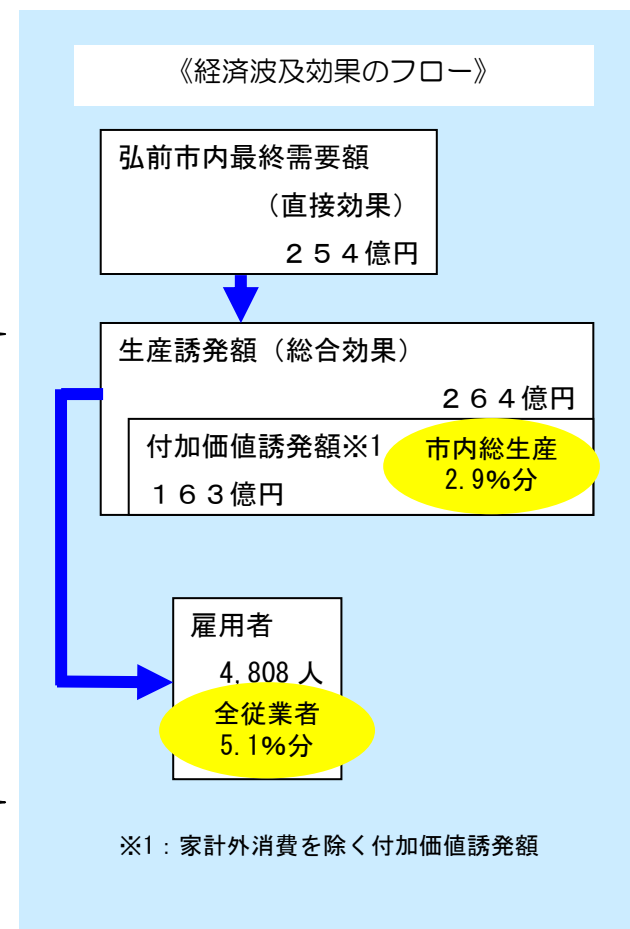 《経済波及効果のフロー》
弘前市内最終需要額
（直接効果）
２５４億円
生産誘発額（総合効果）
２６４億円
付加価値誘発額※1
１６３億円
市内総生産
2.9%分
雇用者
4,808 人
全従業者
5.1%分
※1：家計外消費を除く付加価値誘発額